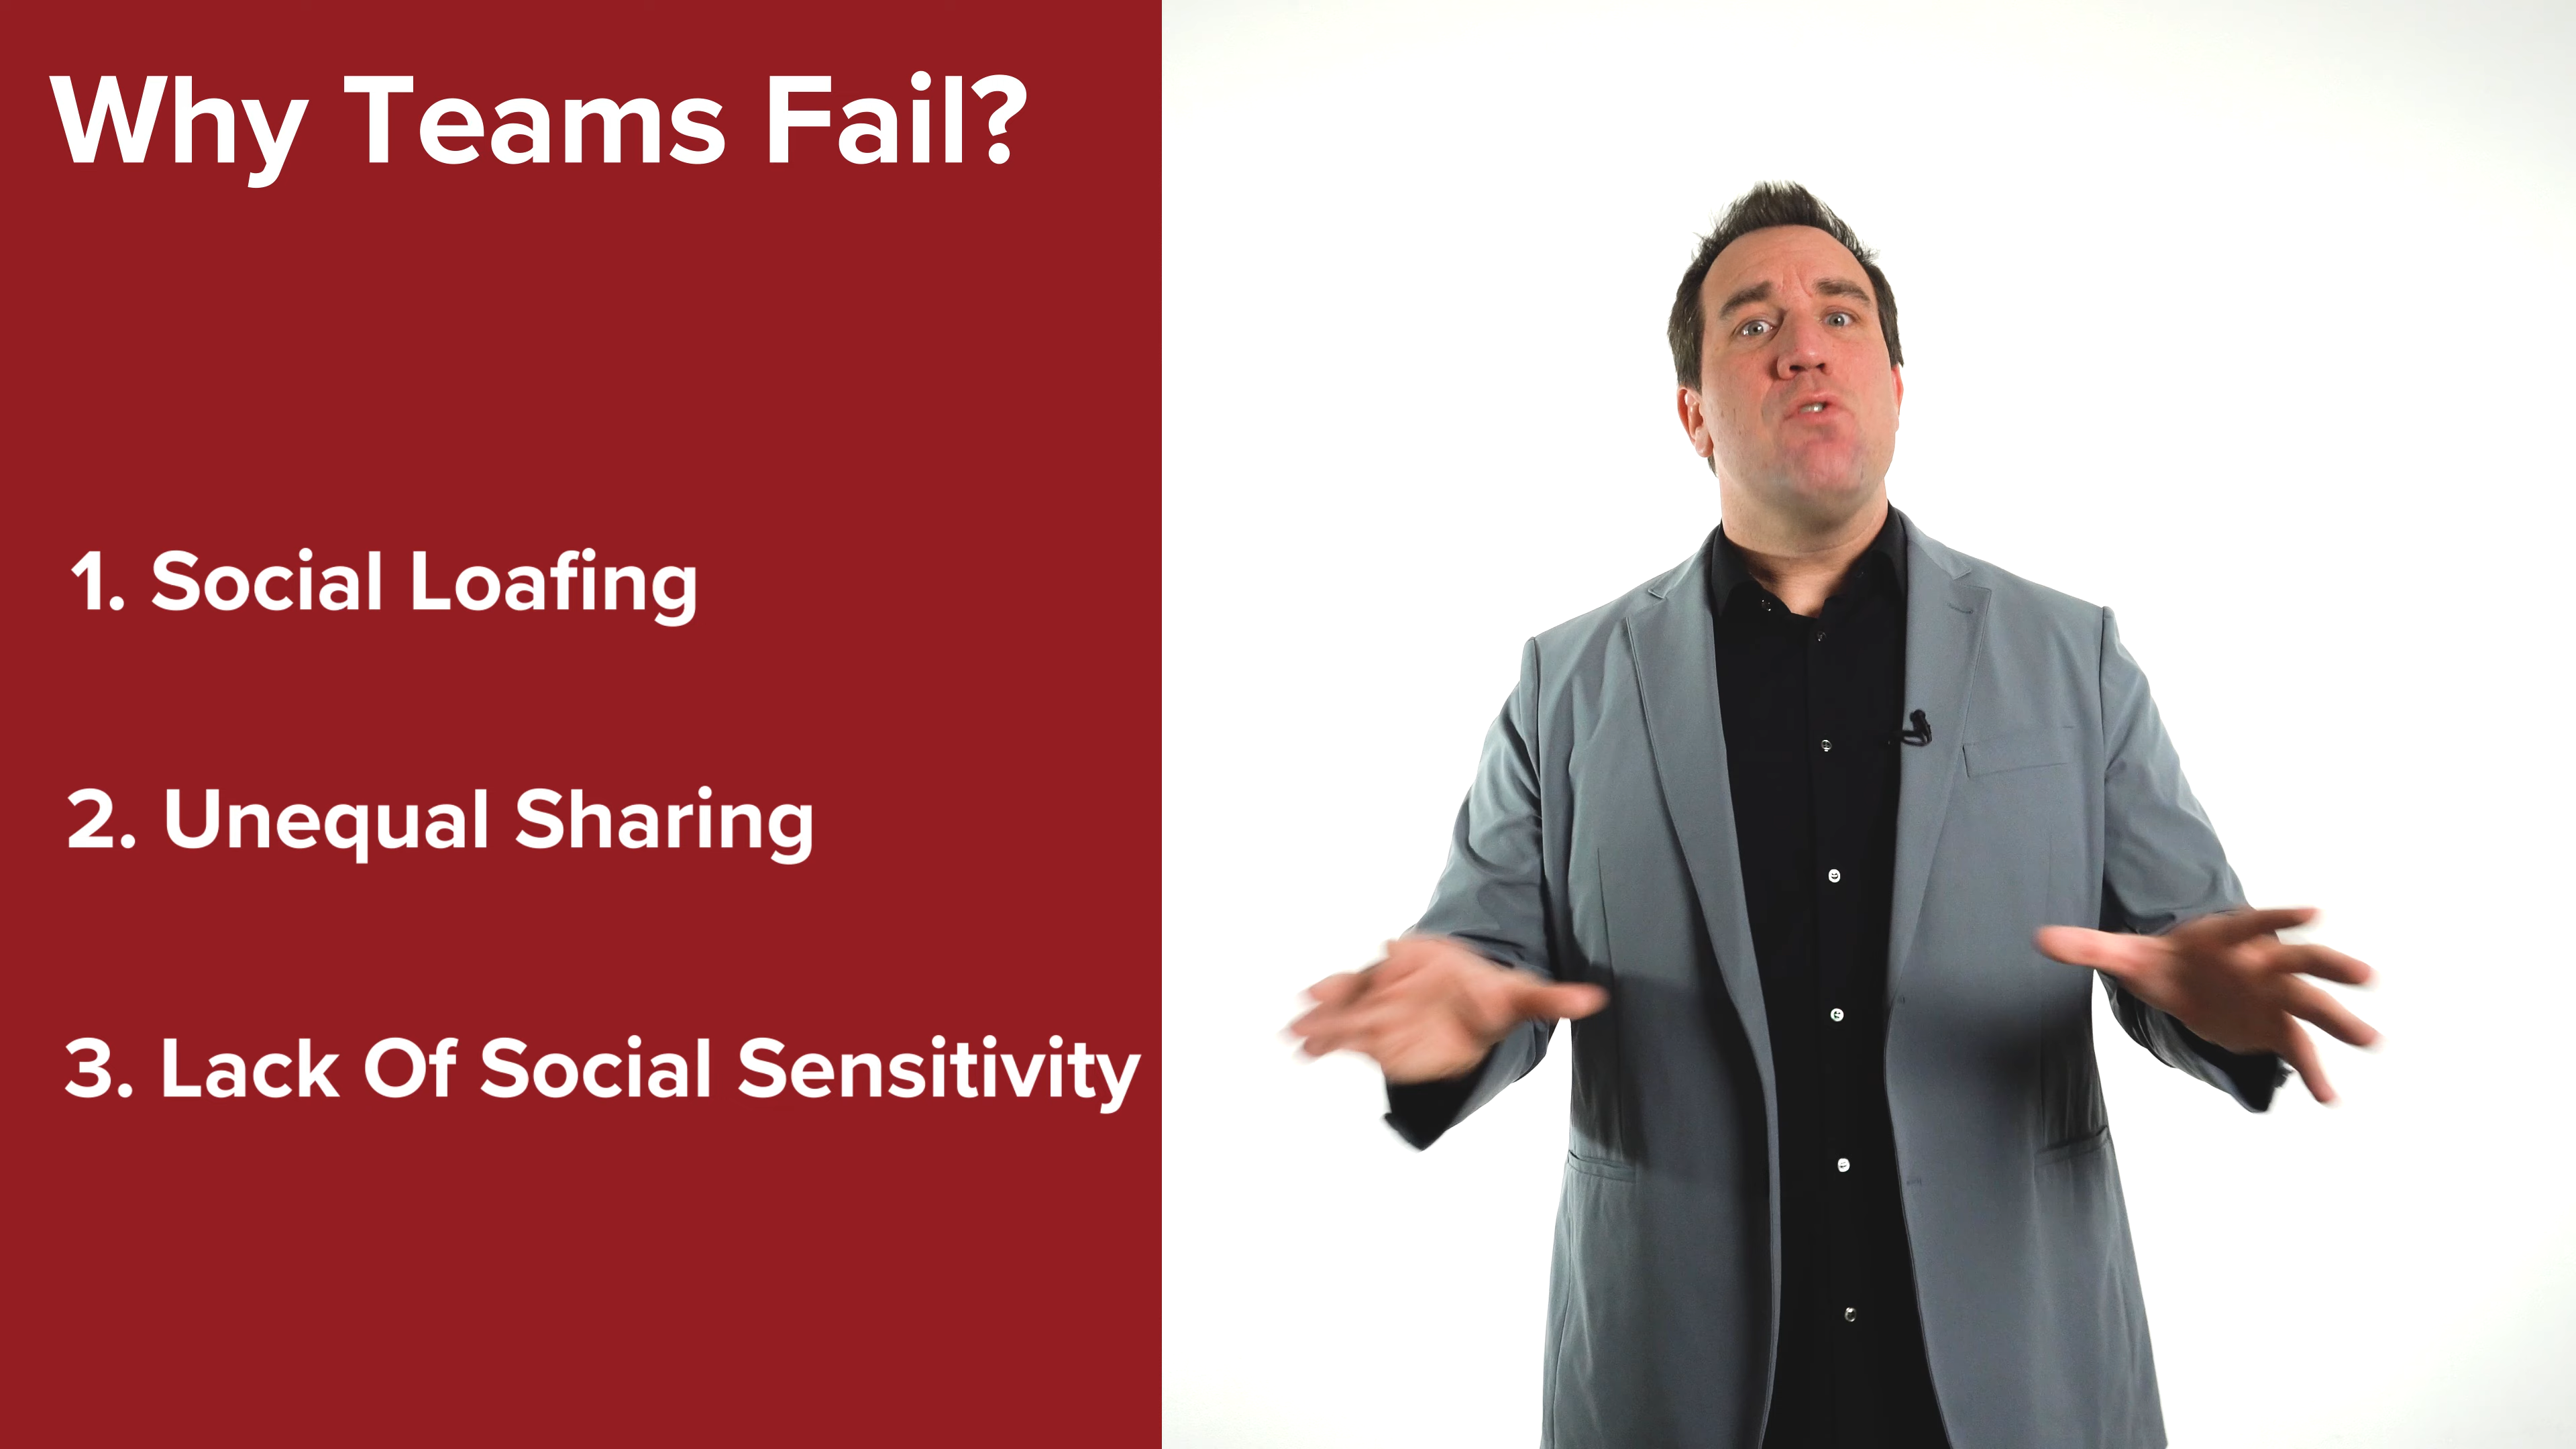 Why Teams Fail?
1. Social Loafing
2. Unequal Sharing
3. Lack Of Social Sensitivity